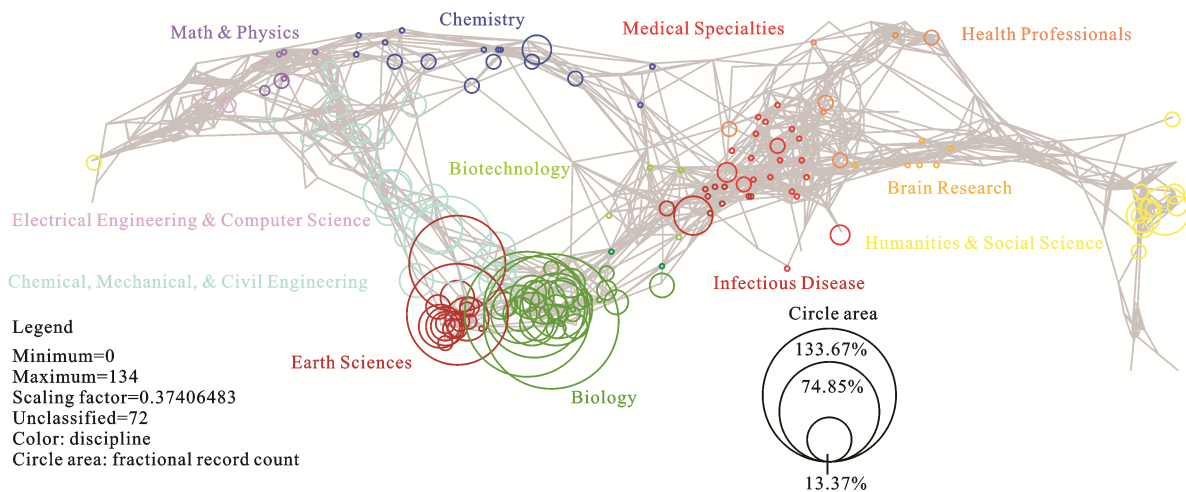 Chemistry
Math & Physics
Medical Specialties
Health Professionals
Biotechnology
Brain Research
Electrical Engineering & Computer Science
Humanities & Social Science
Chemical, Mechanical, & Civil Engineering
Infectious Disease
Legend
Circle area
Minimum=0
Maximum=134
Scaling factor=0.37406483
Unclassified=72
Color: discipline
Circle area: fractional record count
Earth Sciences
Biology
133.67%
74.85%
13.37%